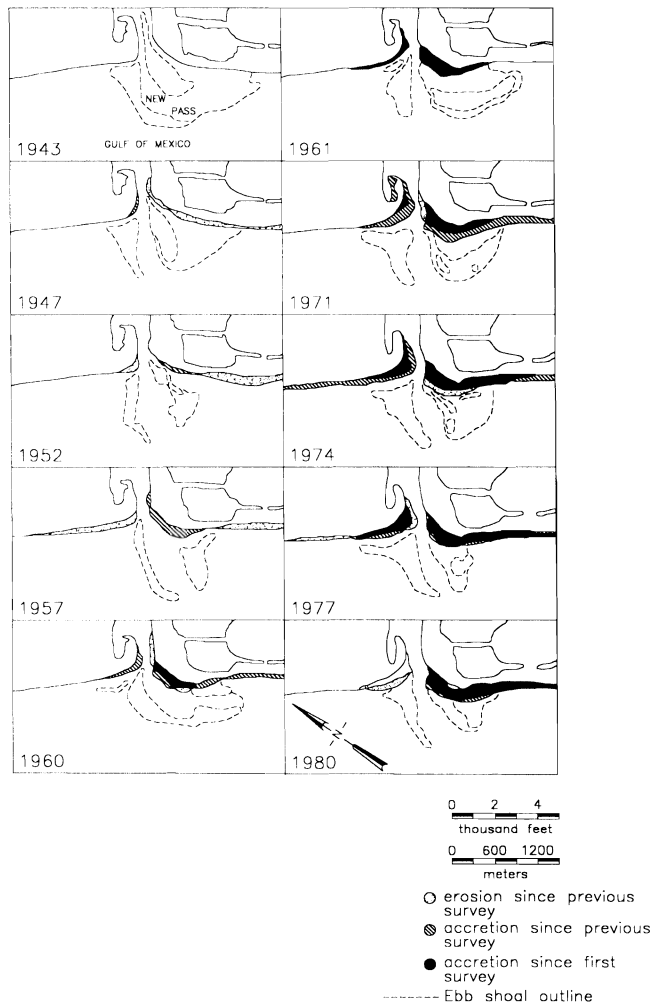 NEW
PASS
GULF OF MEXICO
1943
1947
1952
1957
1960
1961
1971
1974
1977
N
1980
0 2 4
thousand feet
0 600 1200
meters
erosion since previous
survey
accretion since previous
survey
accretion since first
survey
Ebb shoal outline